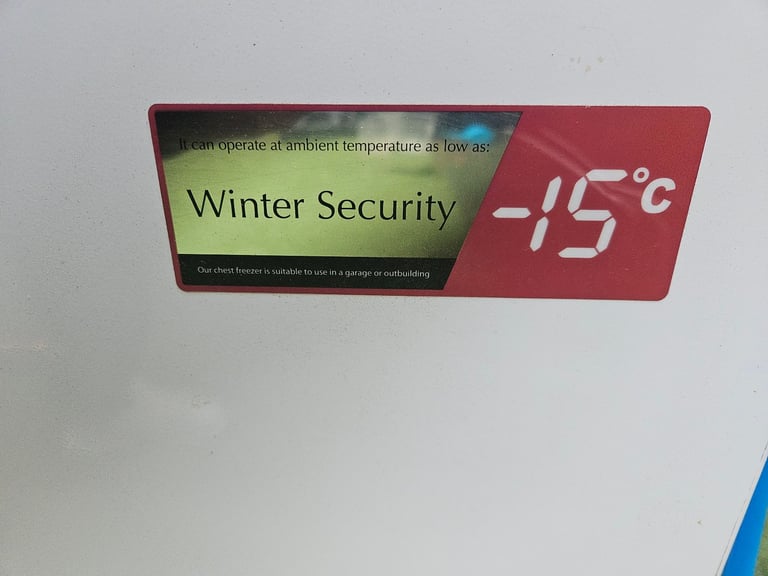 It can operate at ambient temperature as low as:
Winter Security
-15°C
Our chest freezer is suitable to use in a garage or outbuilding